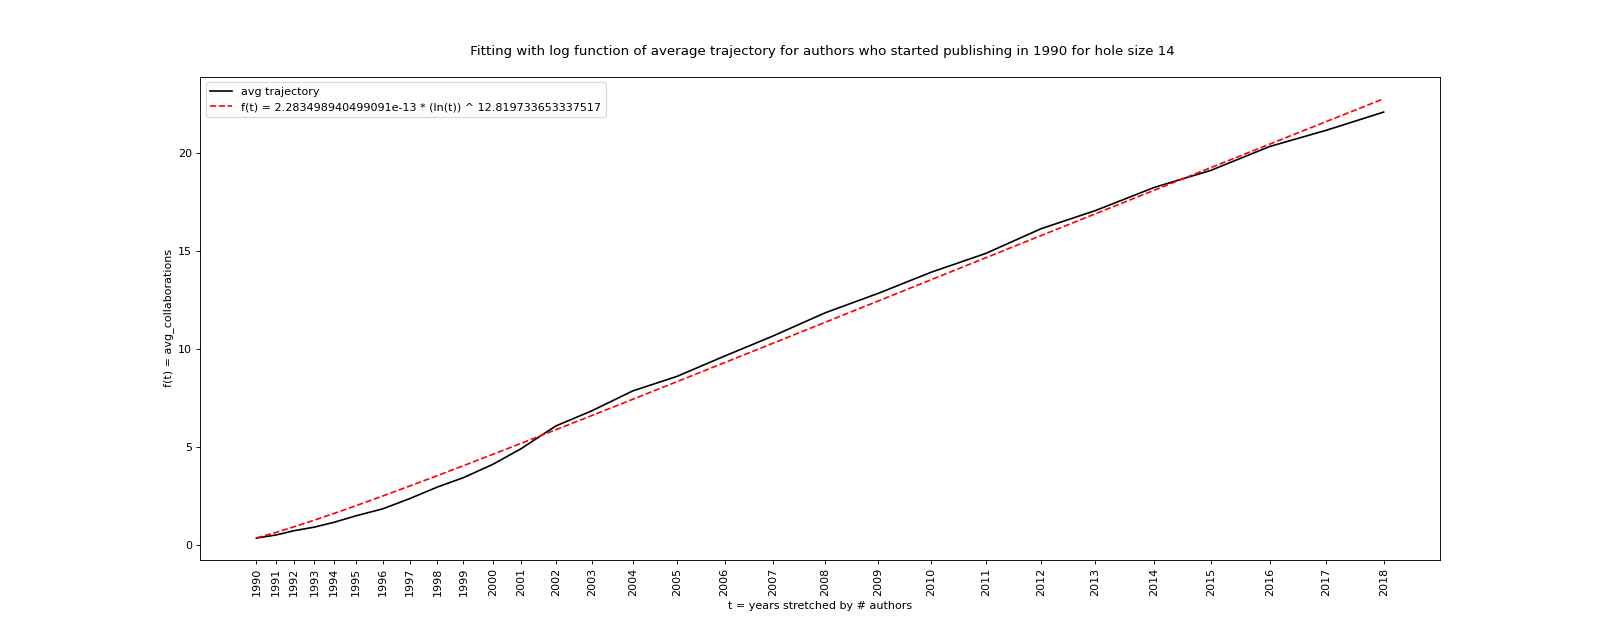 Fitting with log function of average trajectory for authors who started publishing in 1990 for hole size 14
avg trajectory
f(t) = 2.283498940499091e-13 * (ln(t)) ^ 12.819733653337517
20
15
10
5
0
f(t) = avg_collaborations
1990 1991 1992 1993 1994 1995 1996 1997 1998 1999 2000 2001 2002 2003 2004 2005 2006 2007 2008 2009 2010 2011 2012 2013 2014 2015 2016 2017 2018
t = years stretched by # authors